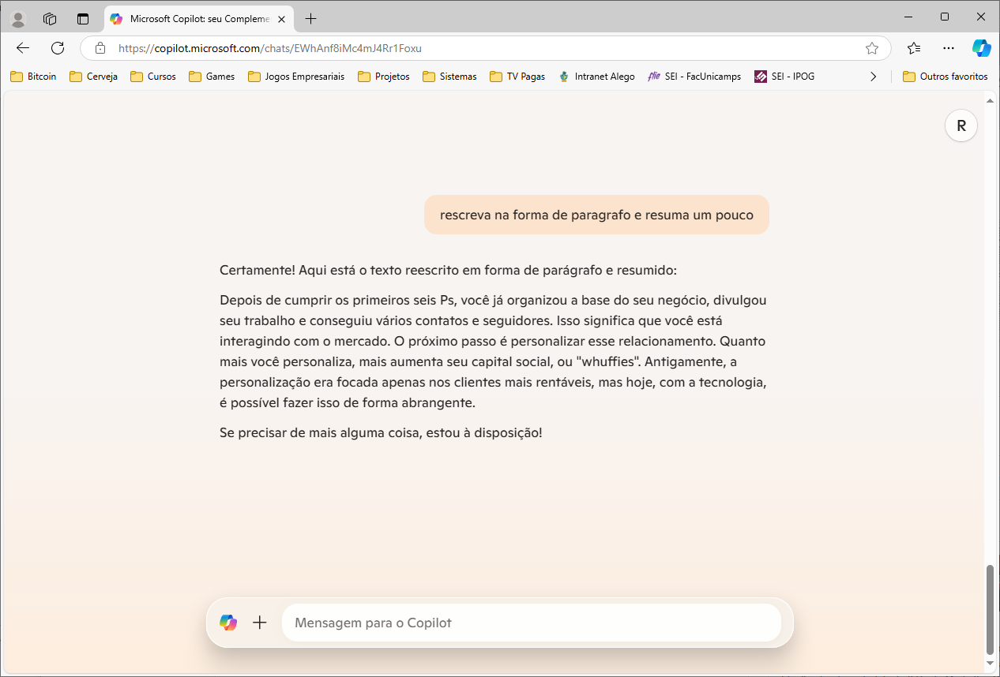 Microsoft Copilot: seu Compleme
https://copilot.microsoft.com/chats/EWhAnf8iMc4mJ4Rr1Foxu
Bitcoin Cerveja Cursos Games Jogos Empresariais Projetos Sistemas TV Pagas Intranet Alego flie SEI - FacUnicamps SEI - IPOG Outros favoritos
R
rescreva na forma de paragrafo e resuma um pouco
Certamente! Aqui está o texto reescrito em forma de parágrafo e resumido:
Depois de cumprir os primeiros seis Ps, você já organizou a base do seu negócio, divulgou
seu trabalho e conseguiu vários contatos e seguidores. Isso significa que você está
interagindo com o mercado. O próximo passo é personalizar esse relacionamento. Quanto
mais você personaliza, mais aumenta seu capital social, ou "whuffies". Antigamente, a
personalização era focada apenas nos clientes mais rentáveis, mas hoje, com a tecnologia,
é possível fazer isso de forma abrangente.
Se precisar de mais alguma coisa, estou à disposição!
Mensagem para o Copilot